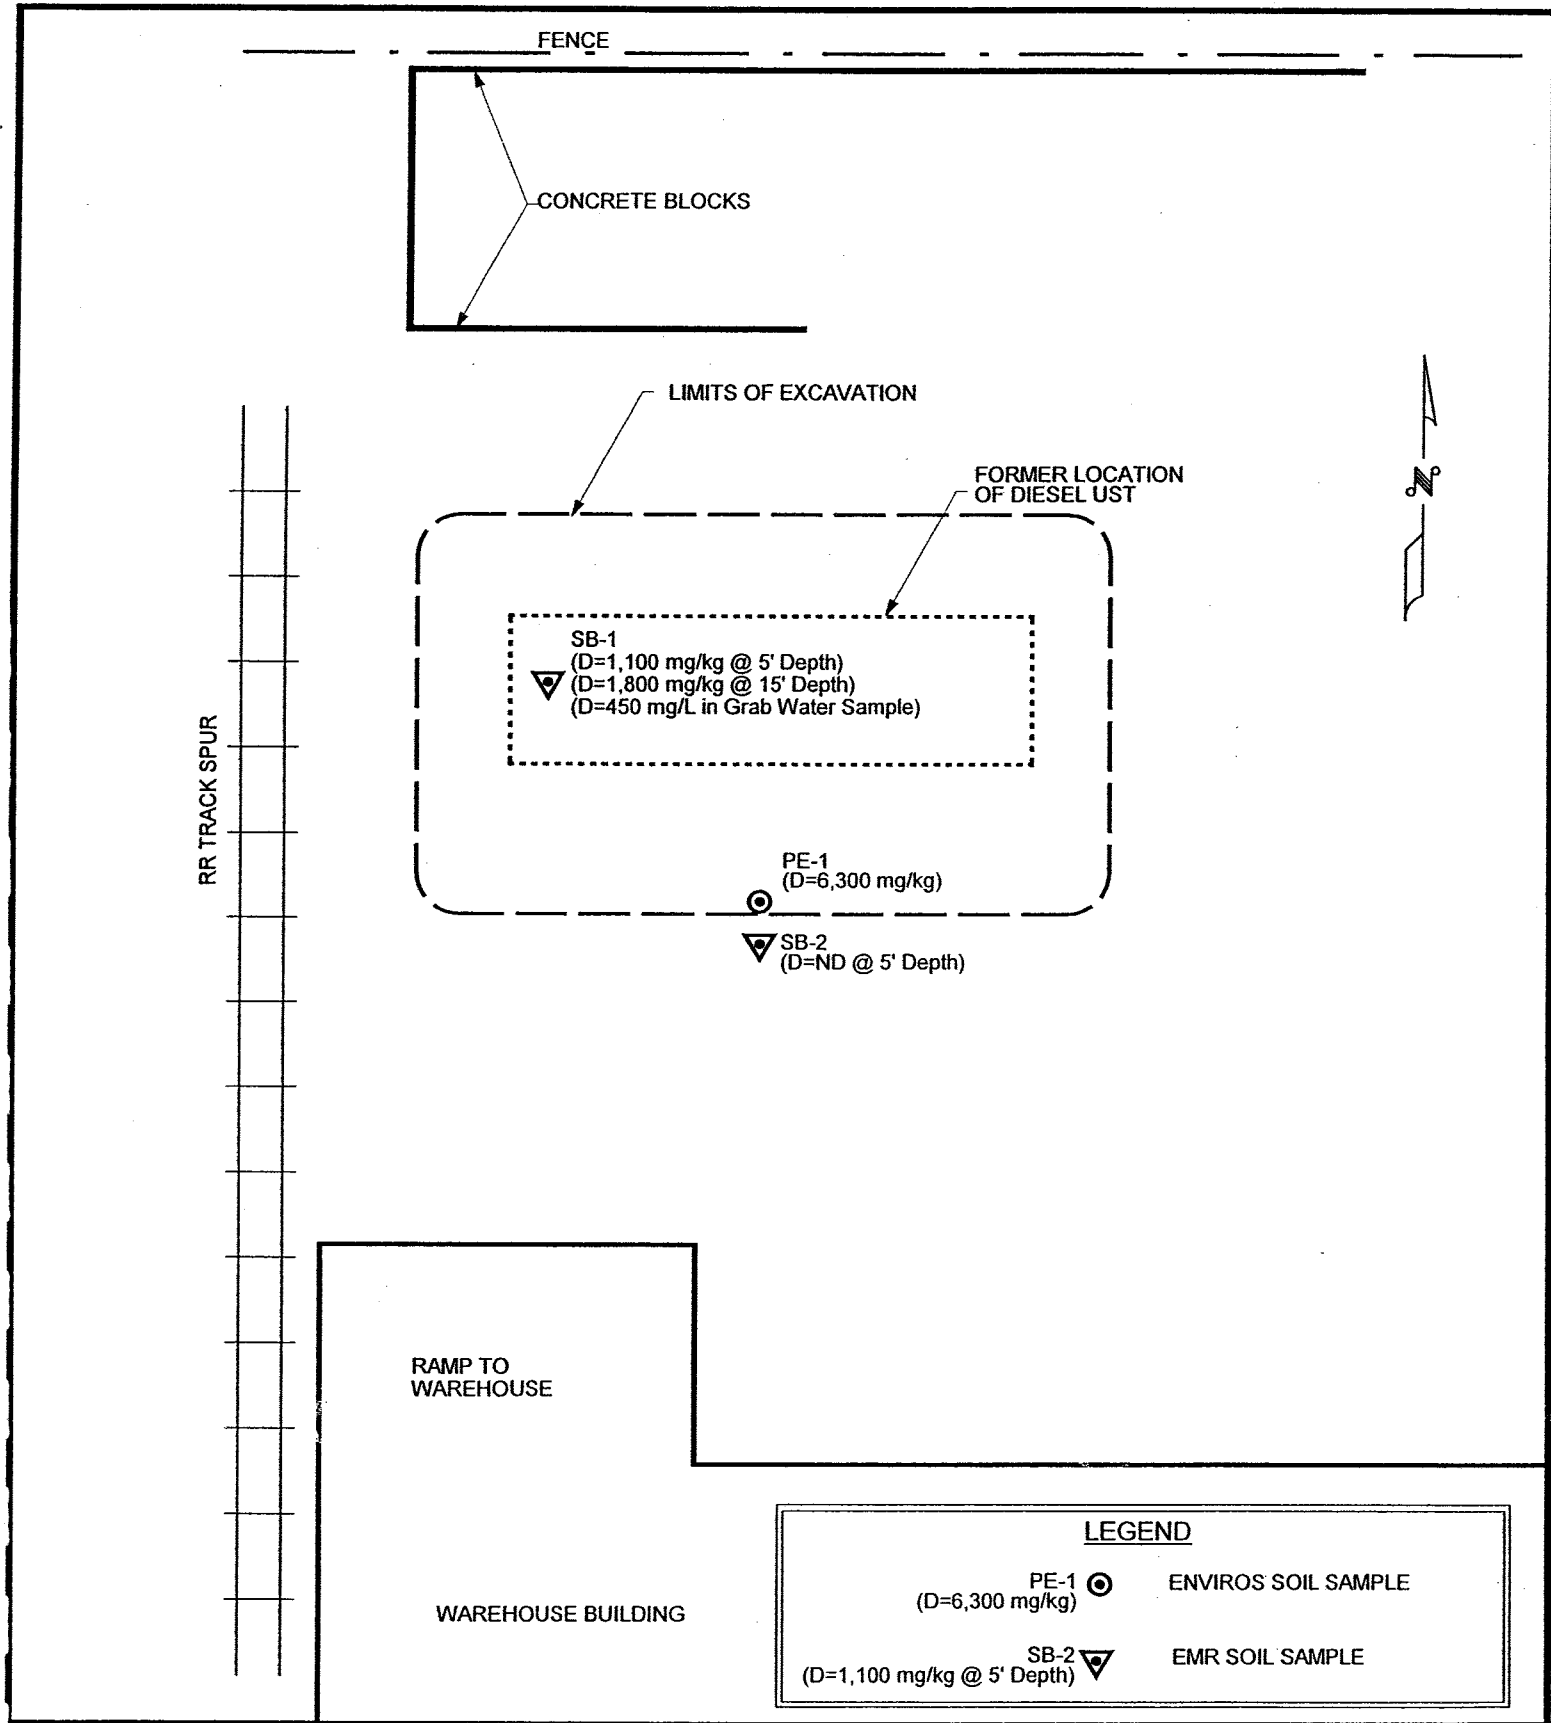 FENCE
CONCRETE BLOCKS
LIMITS OF EXCAVATION
FORMER LOCATION
OF DIESEL UST
N
SB-1
(D=1,100 mg/kg @ 5' Depth)
(D=1,800 mg/kg @ 15' Depth)
(D=450 mg/L in Grab Water Sample)
RR TRACK SPUR
PE-1
(D=6,300 mg/kg)
SB-2
(D=ND @ 5' Depth)
RAMP TO
WAREHOUSE
WAREHOUSE BUILDING
LEGEND
PE-1
(D=6,300 mg/kg)
ENVIROS SOIL SAMPLE
SB-2
(D=1,100 mg/kg @ 5' Depth)
EMR SOIL SAMPLE